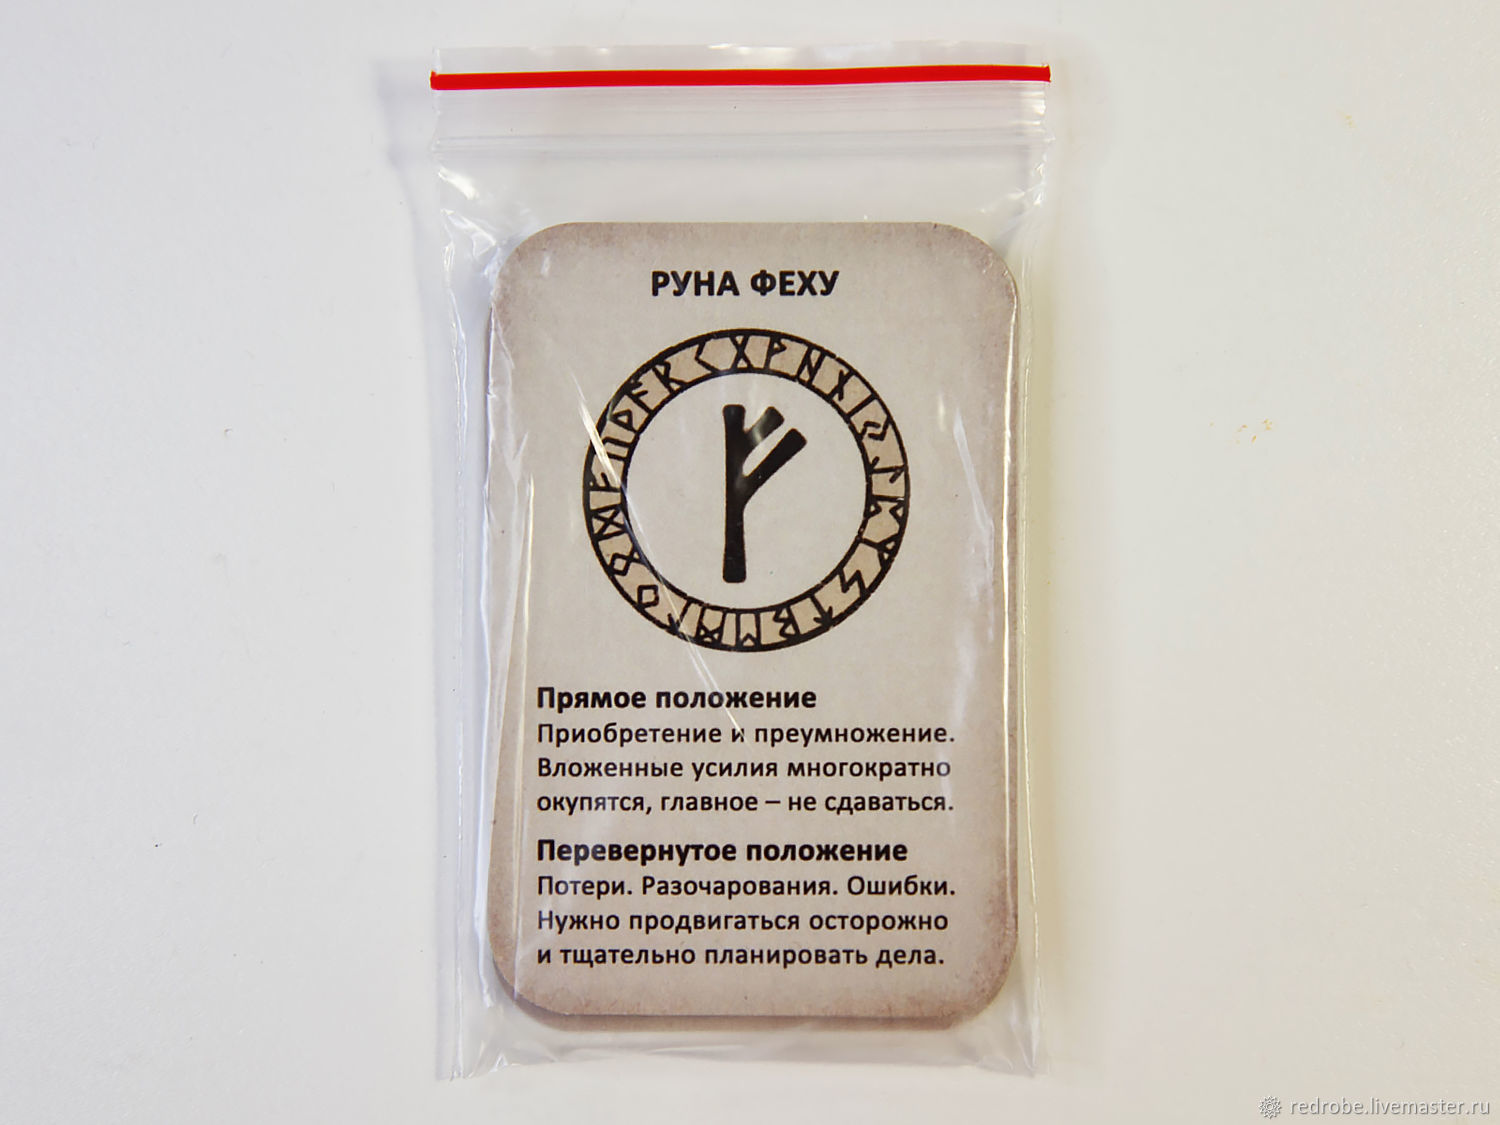 РУНА ФЕХУ
Прямое положение
Приобретение и преумножение.
Вложенные усилия многократно
окупятся, главное – не сдаваться.
Перевернутое положение
Потери. Разочарования. Ошибки.
Нужно продвигаться осторожно
и тщательно планировать дела.
redrobe.livemaster.ru